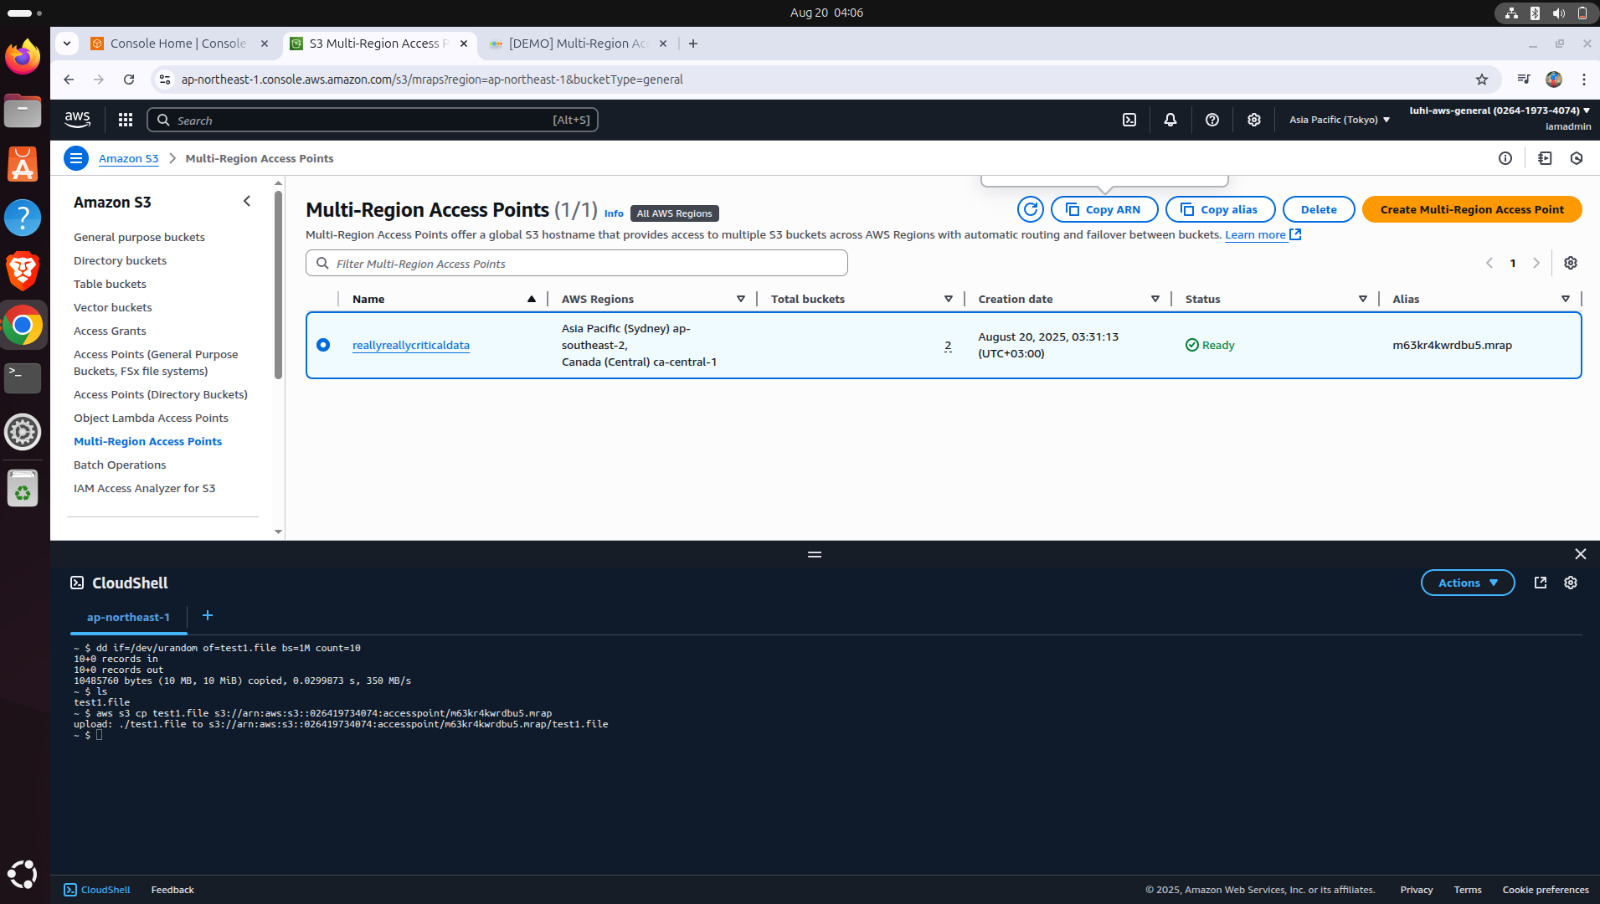 Aug 20 04:06
Console Home | Console
S3 Multi-Region Access P
[DEMO] Multi-Region Ac
ap-northeast-1.console.aws.amazon.com/s3/mraps?region=ap-northeast-1&bucketType=general
aws
Search
[Alt+S]
Asia Pacific (Tokyo)
luhi-aws-general (0264-1973-4074)
iamadmin
Amazon S3
Multi-Region Access Points
Amazon S3
General purpose buckets
Directory buckets
Table buckets
Vector buckets
Access Grants
Access Points (General Purpose
Buckets, FSx file systems)
Access Points (Directory Buckets)
Object Lambda Access Points
Multi-Region Access Points
Batch Operations
IAM Access Analyzer for S3
Multi-Region Access Points (1/1) Info All AWS Regions
Copy ARN
Copy alias
Delete
Create Multi-Region Access Point
Multi-Region Access Points offer a global S3 hostname that provides access to multiple S3 buckets across AWS Regions with automatic routing and failover between buckets. Learn more
Filter Multi-Region Access Points
1
Name
AWS Regions
Total buckets
Creation date
Status
Alias
reallyreallycriticaldata
Asia Pacific (Sydney) ap-
southeast-2,
Canada (Central) ca-central-1
2
August 20, 2025, 03:31:13
(UTC+03:00)
Ready
m63kr4kwrdbu5.mrap
CloudShell
Actions
ap-northeast-1
~ $ dd if=/dev/urandom of=test1.file bs=1M count=10
10+0 records in
10+0 records out
10485760 bytes (10 MB, 10 MiB) copied, 0.0299873 s, 350 MB/s
~ $ ls
test1.file
~ $ aws s3 cp test1.file s3://arn:aws:s3::026419734074:accesspoint/m63kr4kwrdbu5.mrap
upload: ./test1.file to s3://arn:aws:s3::026419734074:accesspoint/m63kr4kwrdbu5.mrap/test1.file
~ $
CloudShell
Feedback
© 2025, Amazon Web Services, Inc. or its affiliates.
Privacy
Terms
Cookie preferences